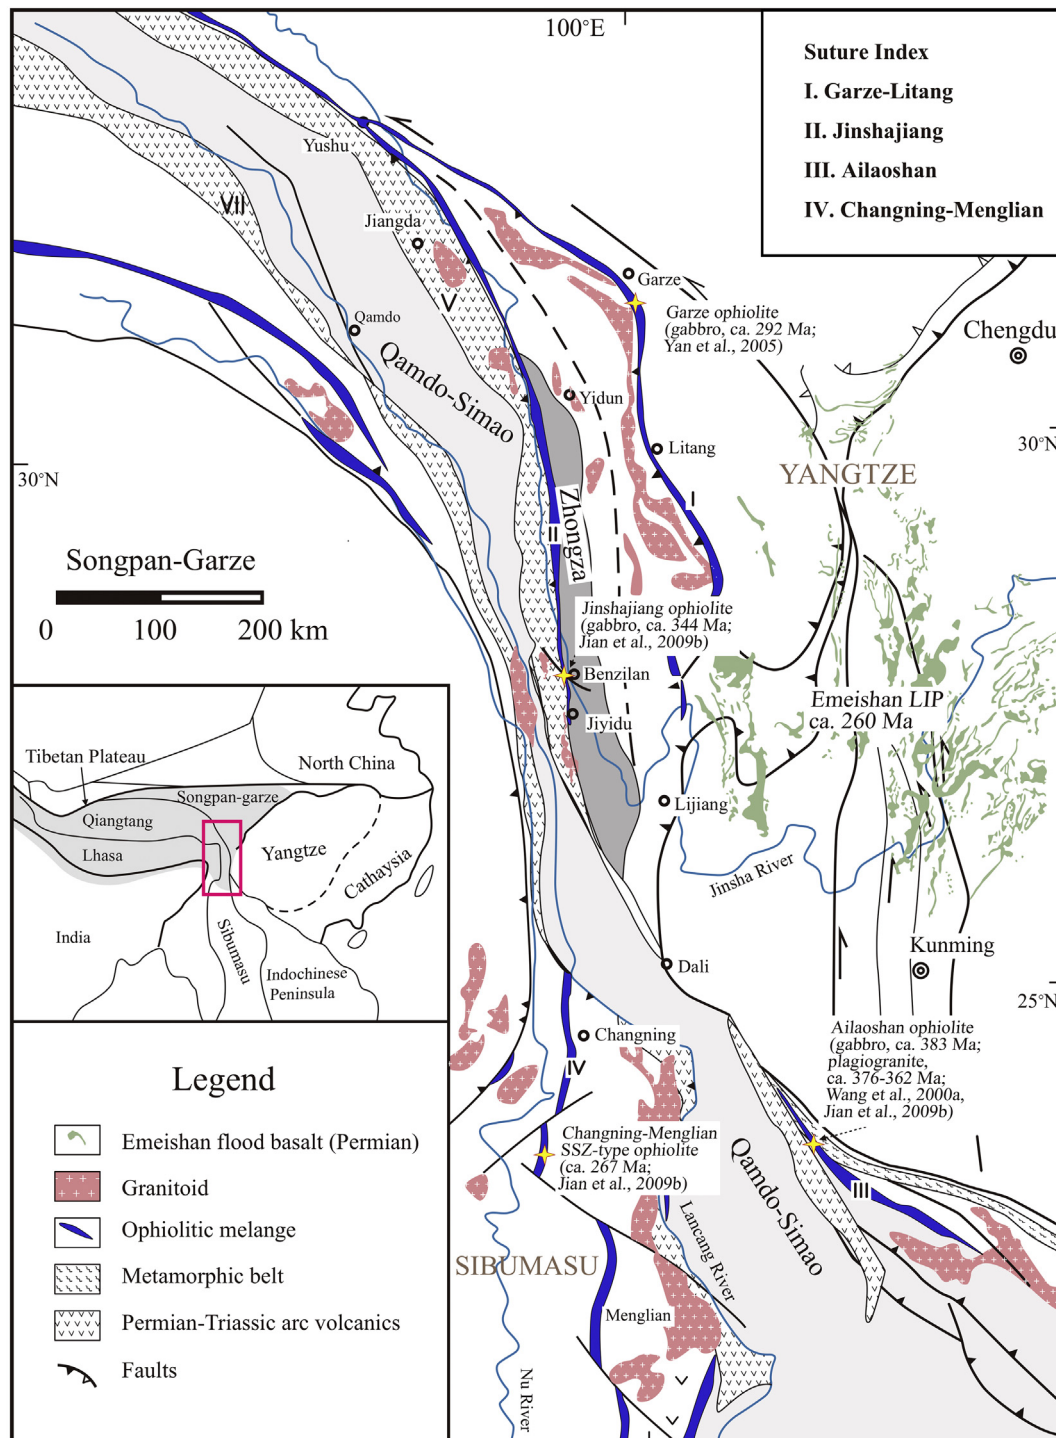 100°E
Suture Index
I. Garze-Litang
II. Jinshajiang
III. Ailaoshan
IV. Changning-Menglian
Yushu
VII
Jiangda
V
Qamdo
Qamdo-Simao
Garze
Garze ophiolite
(gabbro, ca. 292 Ma;
Yan et al., 2005)
Chengdu
Yidun
Litang
30°N
30°N
YANGTZE
I
II
Zhongza
Songpan-Garze
0 100 200 km
Jinshajiang ophiolite
(gabbro, ca. 344 Ma;
Jian et al., 2009b)
Benzilan
Jiyidu
Emeishan LIP
ca. 260 Ma
Lijiang
Jinsha River
Tibetan Plateau
North China
Songpan-garze
Qiangtang
Lhasa
Yangtze
Cathaysia
India
Sibumasu
Indochinese
Peninsula
Dali
Kunming
25°N
Changning
IV
Ailaoshan ophiolite
(gabbro, ca. 383 Ma;
plagiogranite,
ca. 376-362 Ma;
Wang et al., 2000a,
Jian et al., 2009b)
Changning-Menglian
SSZ-type ophiolite
(ca. 267 Ma;
Jian et al., 2009b)
Qamdo-Simao
III
Lancang River
SIBUMASU
Menglian
Nu River
Legend
Emeishan flood basalt (Permian)
Granitoid
Ophiolitic melange
Metamorphic belt
Permian-Triassic arc volcanics
Faults